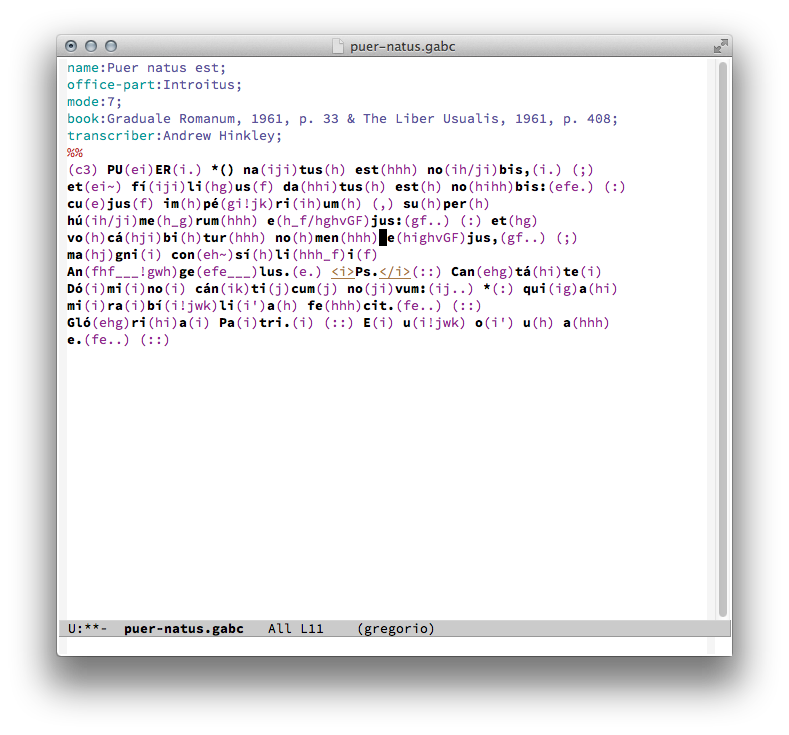 puer-natus.gabc
name:Puer natus est;
office-part:Introitus;
mode:7;
book:Graduale Romanum, 1961, p. 33 & The Liber Usualis, 1961, p. 408;
transcriber:Andrew Hinkley;
%%
(c3) PU(ei)ER(i.) *() na(iji)tus(h) est(hhh) no(ih/ji)bis,(i.) (;)
et(ei~) fí(iji)li(hg)us(f) da(hhi)tus(h) est(h) no(hihh)bis:(efe.) (:)
cu(e)jus(f) im(h)pé(gi!jk)ri(ih)um(h) (,) su(h)per(h)
hú(ih/ji)me(h_g)rum(hhh) e(h_f/hghvGF)jus:(gf..) (:) et(hg)
vo(h)cá(hji)bi(h)tur(hhh) no(h)men(hhh) e(highvGF)jus,(gf..) (;)
ma(hj)gni(i) con(eh~)sí(h)li(hhh_f)i(f)
An(fhf___!gwh)ge(efe___)lus.(e.) <i>Ps.</i>(::) Can(ehg)tá(hi)te(i)
Dó(i)mi(i)no(i) cán(ik)ti(j)cum(j) no(ji)vum:(ij..) *(:) qui(ig)a(hi)
mi(i)ra(i)bí(i!jwk)li(i')a(h) fe(hhh)cit.(fe..) (::)
Gló(ehg)ri(hi)a(i) Pa(i)tri.(i) (::) E(i) u(i!jwk) o(i') u(h) a(hhh)
e.(fe..) (::)
U:**- puer-natus.gabc All L11 (gregorio)